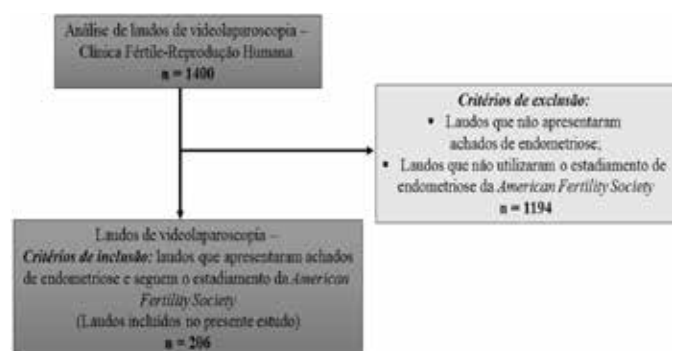 Análise de laudos de videolaparoscopia –
Clínica Fértile-Reprodução Humana
n = 1400
Critérios de exclusão:
▪ Laudos que não apresentaram
achados de endometriose;
▪ Laudos que não utilizaram o estadiamento de
endometriose da American Fertility Society
n = 1194
Laudos de videolaparoscopia –
Critérios de inclusão: laudos que apresentaram achados
de endometriose e seguem o estadiamento da American
Fertility Society
(Laudos incluídos no presente estudo)
n = 206